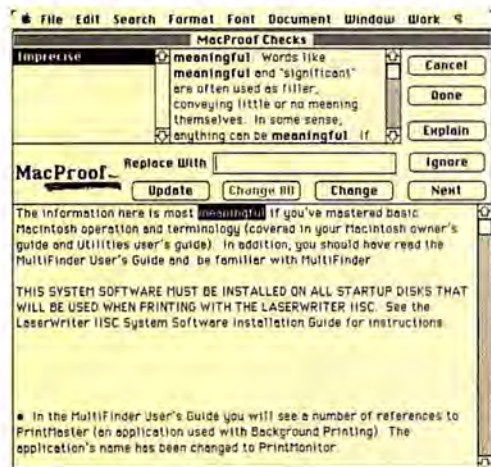 File Edit Search Format Font Document Window Work
MacProof Checks
Imprecise
meaningful. Words like
meaningful and "significant"
are often used as filler,
conveying little or no meaning
themselves. In some sense,
anything can be meaningful. If
Cancel
Done
Explain
Ignore
Next
MacProof
Replace With
Update
Change All
Change
The information here is most meaningful if you've mastered basic
Macintosh operation and terminology (covered in your Macintosh owner's
guide and Utilities user's guide). In addition, you should have read the
MultiFinder User's Guide and be familiar with MultiFinder
THIS SYSTEM SOFTWARE MUST BE INSTALLED ON ALL STARTUP DISKS THAT
WILL BE USED WHEN PRINTING WITH THE LASERWRITER IISC. See the
LaserWriter IISC System Software Installation Guide for instructions.
• In the MultiFinder User's Guide you will see a number of references to
PrintMaster (an application used with Background Printing). The
application's name has been changed to PrintMonitor.